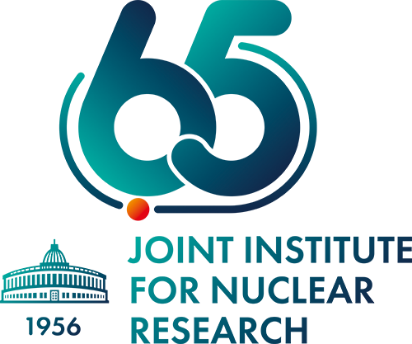 65
JOINT INSTITUTE
FOR NUCLEAR
RESEARCH
1956